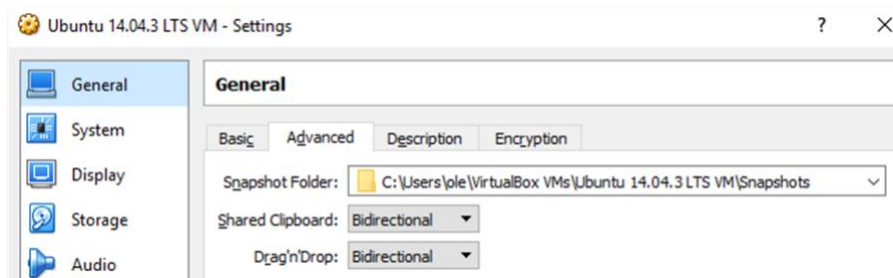 Ubuntu 14.04.3 LTS VM - Settings ? X
General
System
Display
Storage
Audio
General
Basic Advanced Description Encryption
Snapshot Folder: C:\Users\ole\VirtualBox VMs\Ubuntu 14.04.3 LTS VM\Snapshots
Shared Clipboard: Bidirectional
Drag'n'Drop: Bidirectional